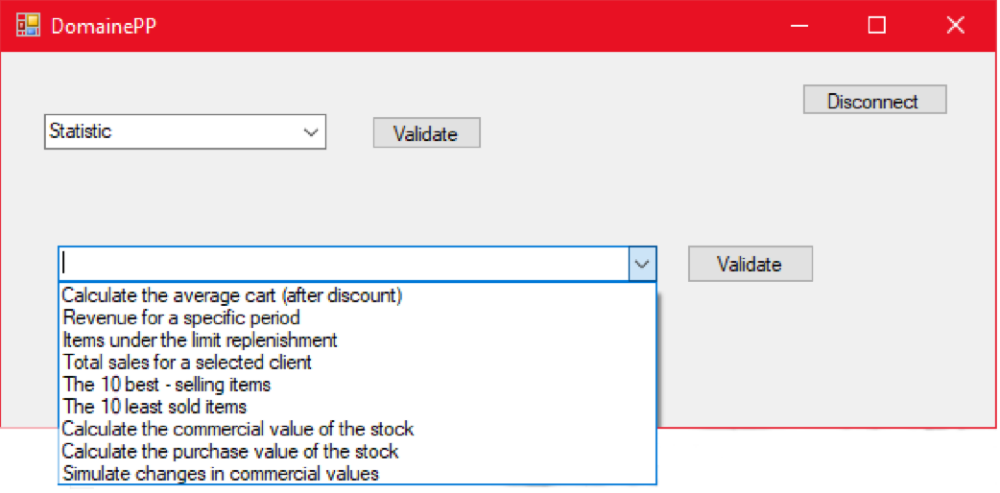 DomainePP
Disconnect
Statistic
Validate
Validate
Calculate the average cart (after discount)
Revenue for a specific period
Items under the limit replenishment
Total sales for a selected client
The 10 best - selling items
The 10 least sold items
Calculate the commercial value of the stock
Calculate the purchase value of the stock
Simulate changes in commercial values